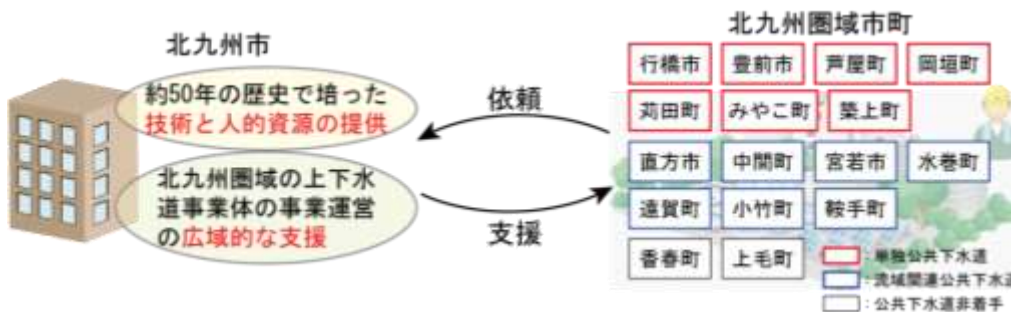 北九州市
約50年の歴史で培った
技術と人的資源の提供
北九州圏域の上下水
道事業体の事業運営
の広域的な支援
依頼
支援
北九州圏域市町
行橋市 豊前市 芦屋町 岡垣町
苅田町 みやこ町 築上町
直方市 中間町 宮若市 水巻町
遠賀町 小竹町 鞍手町
香春町 上毛町
:単独公共下水道
:流域関連公共下水道
:公共下水道非着手